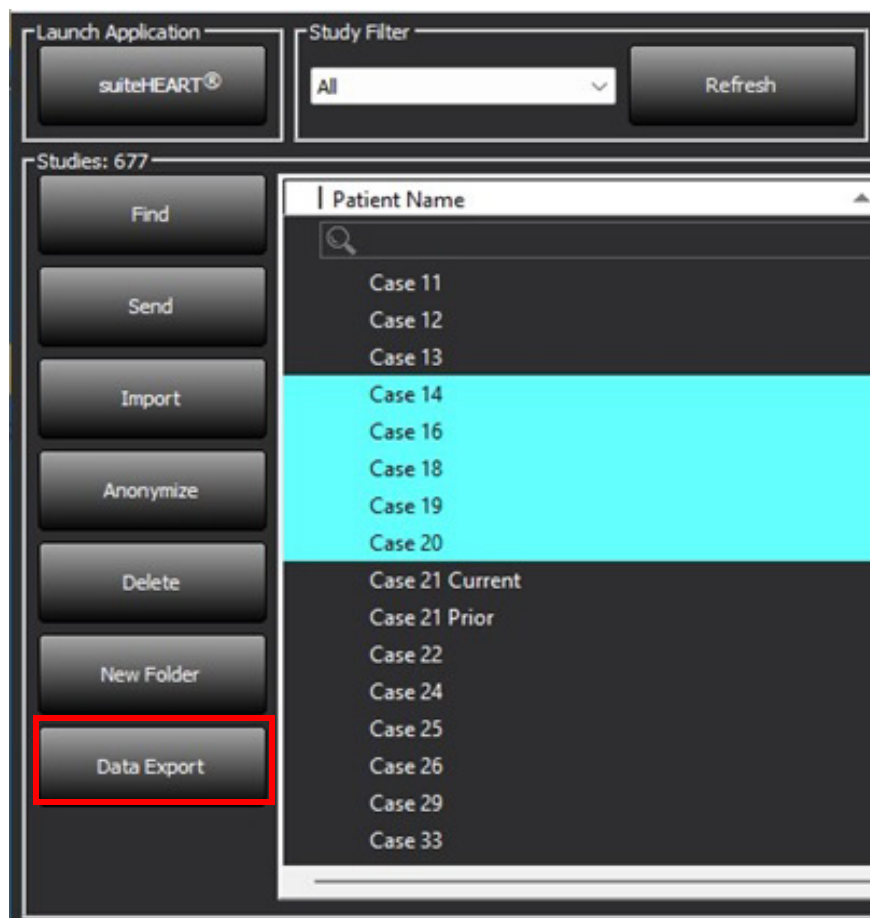 Launch Application
suiteHEART®
Study Filter
All
Refresh
Studies: 677
Find
Send
Import
Anonymize
Delete
New Folder
Data Export
Patient Name
Case 11
Case 12
Case 13
Case 14
Case 16
Case 18
Case 19
Case 20
Case 21 Current
Case 21 Prior
Case 22
Case 24
Case 25
Case 26
Case 29
Case 33